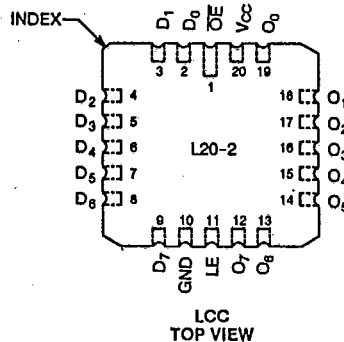 INDEX
D1 D0 OE VCC O0
3 2 1 20 19
D2 4 18 O1
D3 5 17 O2
D4 6 L20-2 16 O3
D5 7 15 O4
D6 8 14 O5
9 10 11 12 13
D7 GND LE O7 O6
LCC
TOP VIEW